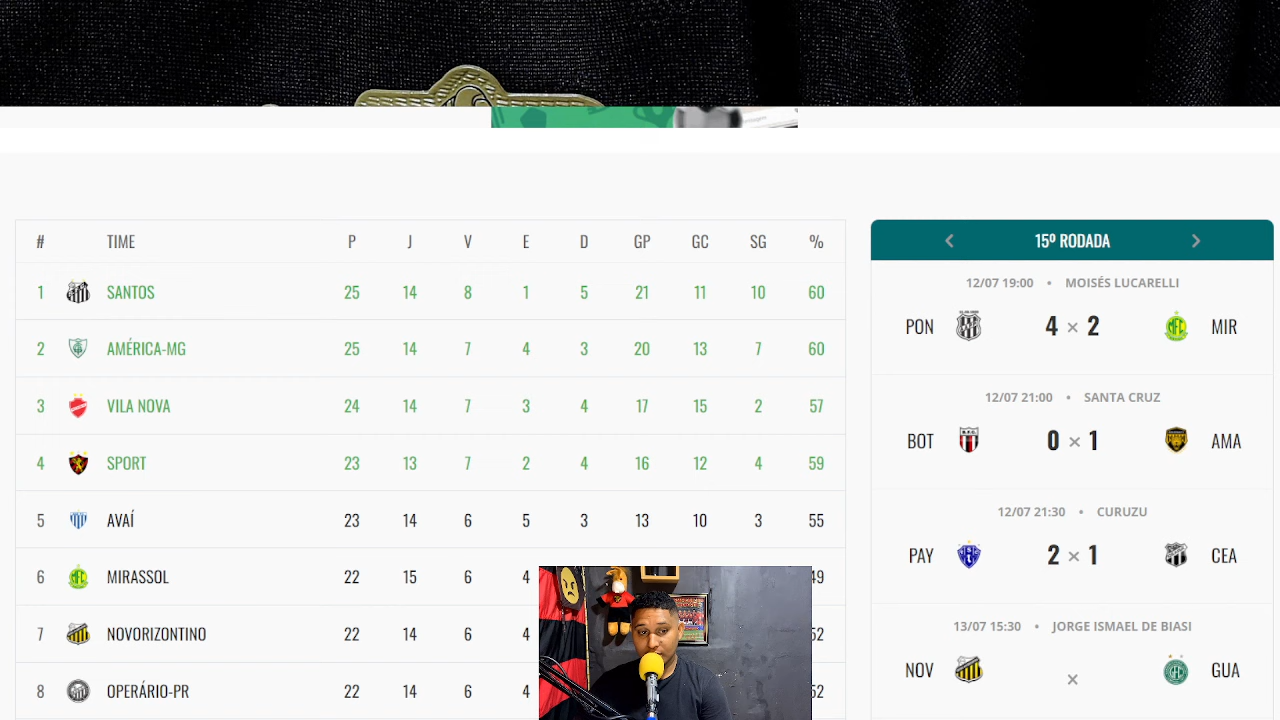 # TIME P J V E D GP GC SG %
1 SANTOS 25 14 8 1 5 21 11 10 60
2 AMÉRICA-MG 25 14 7 4 3 20 13 7 60
3 VILA NOVA 24 14 7 3 4 17 15 2 57
4 SPORT 23 13 7 2 4 16 12 4 59
5 AVAÍ 23 14 6 5 3 13 10 3 55
6 MIRASSOL 22 15 6 4 49
7 NOVORIZONTINO 22 14 6 4 52
8 OPERÁRIO-PR 22 14 6 4 52
15º RODADA
12/07 19:00 • MOISÉS LUCARELLI
PON 4 × 2 MIR
12/07 21:00 • SANTA CRUZ
BOT 0 × 1 AMA
12/07 21:30 • CURUZU
PAY 2 × 1 CEA
13/07 15:30 • JORGE ISMAEL DE BIASI
NOV × GUA